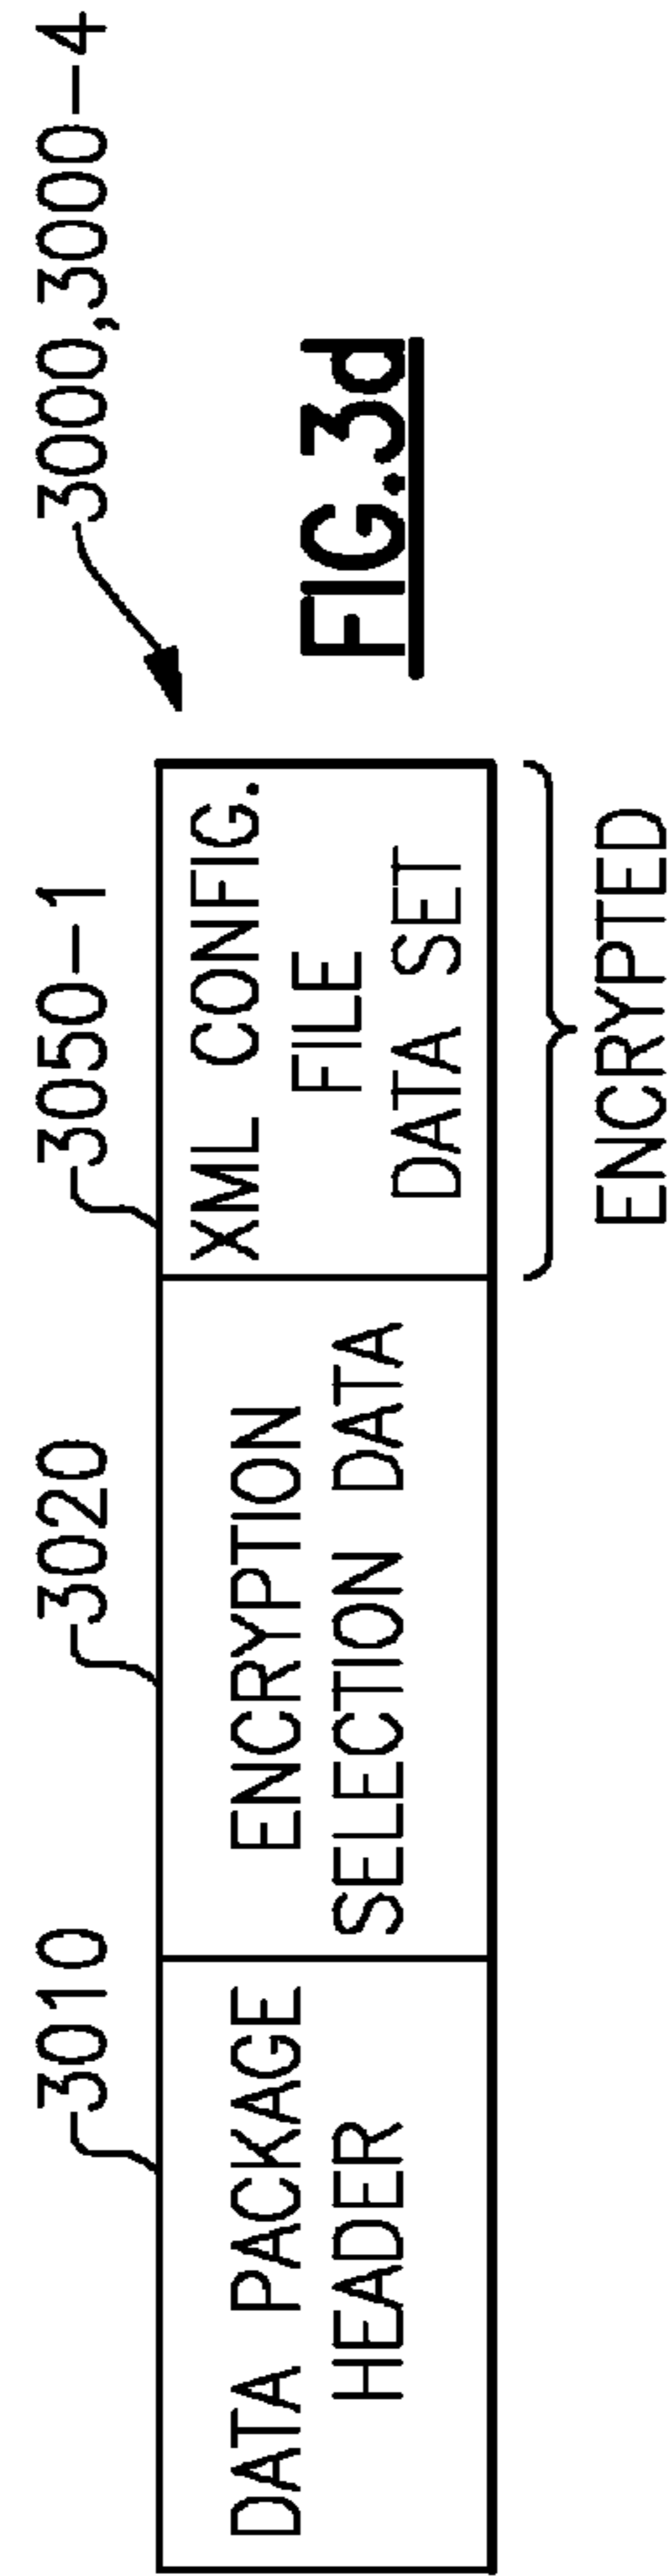 3000,3000-4
3010
3020
3050-1
DATA PACKAGE
HEADER
ENCRYPTION
SELECTION DATA
XML CONFIG.
FILE
DATA SET
ENCRYPTED
FIG.3d